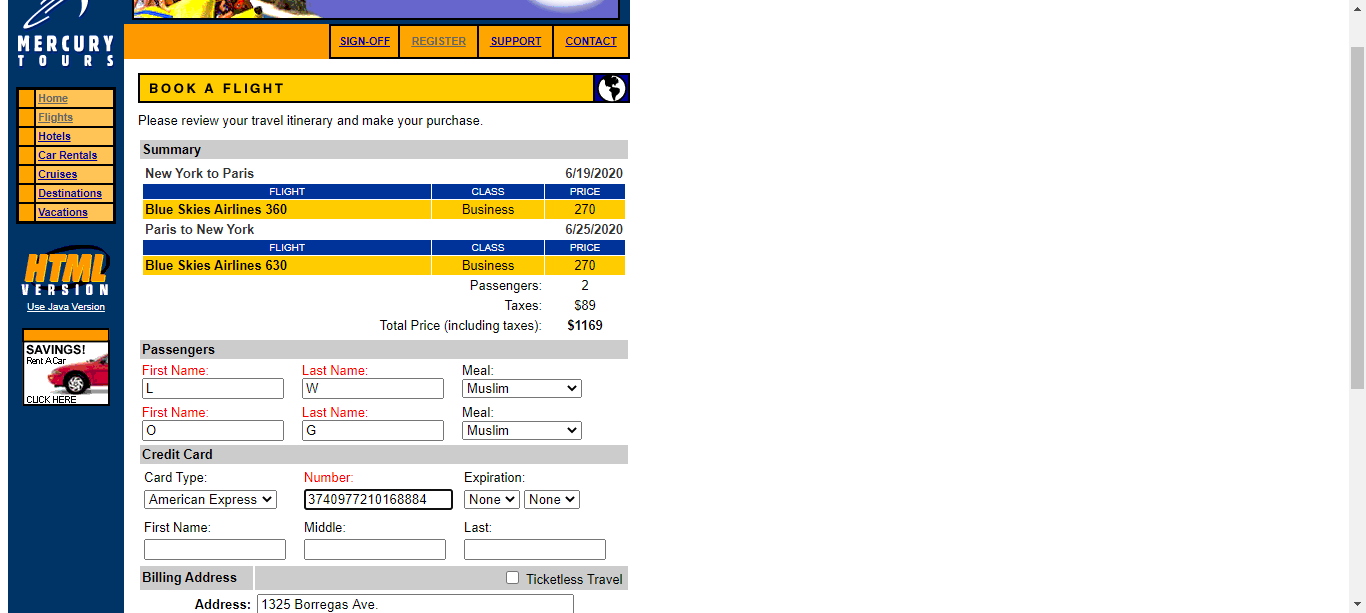 MERCURY
TOURS
SIGN-OFF REGISTER SUPPORT CONTACT
Home
Flights
Hotels
Car Rentals
Cruises
Destinations
Vacations
HTML
VERSION
Use Java Version
SAVINGS!
Rent A Car
CLICK HERE
BOOK A FLIGHT
Please review your travel itinerary and make your purchase.
Summary
New York to Paris 6/19/2020
FLIGHT CLASS PRICE
Blue Skies Airlines 360 Business 270
Paris to New York 6/25/2020
FLIGHT CLASS PRICE
Blue Skies Airlines 630 Business 270
Passengers: 2
Taxes: $89
Total Price (including taxes): $1169
Passengers
First Name: Last Name: Meal:
L W Muslim
First Name: Last Name: Meal:
O G Muslim
Credit Card
Card Type: Number: Expiration:
American Express 3740977210168884 None None
First Name: Middle: Last:
Billing Address Ticketless Travel
Address: 1325 Borregas Ave.